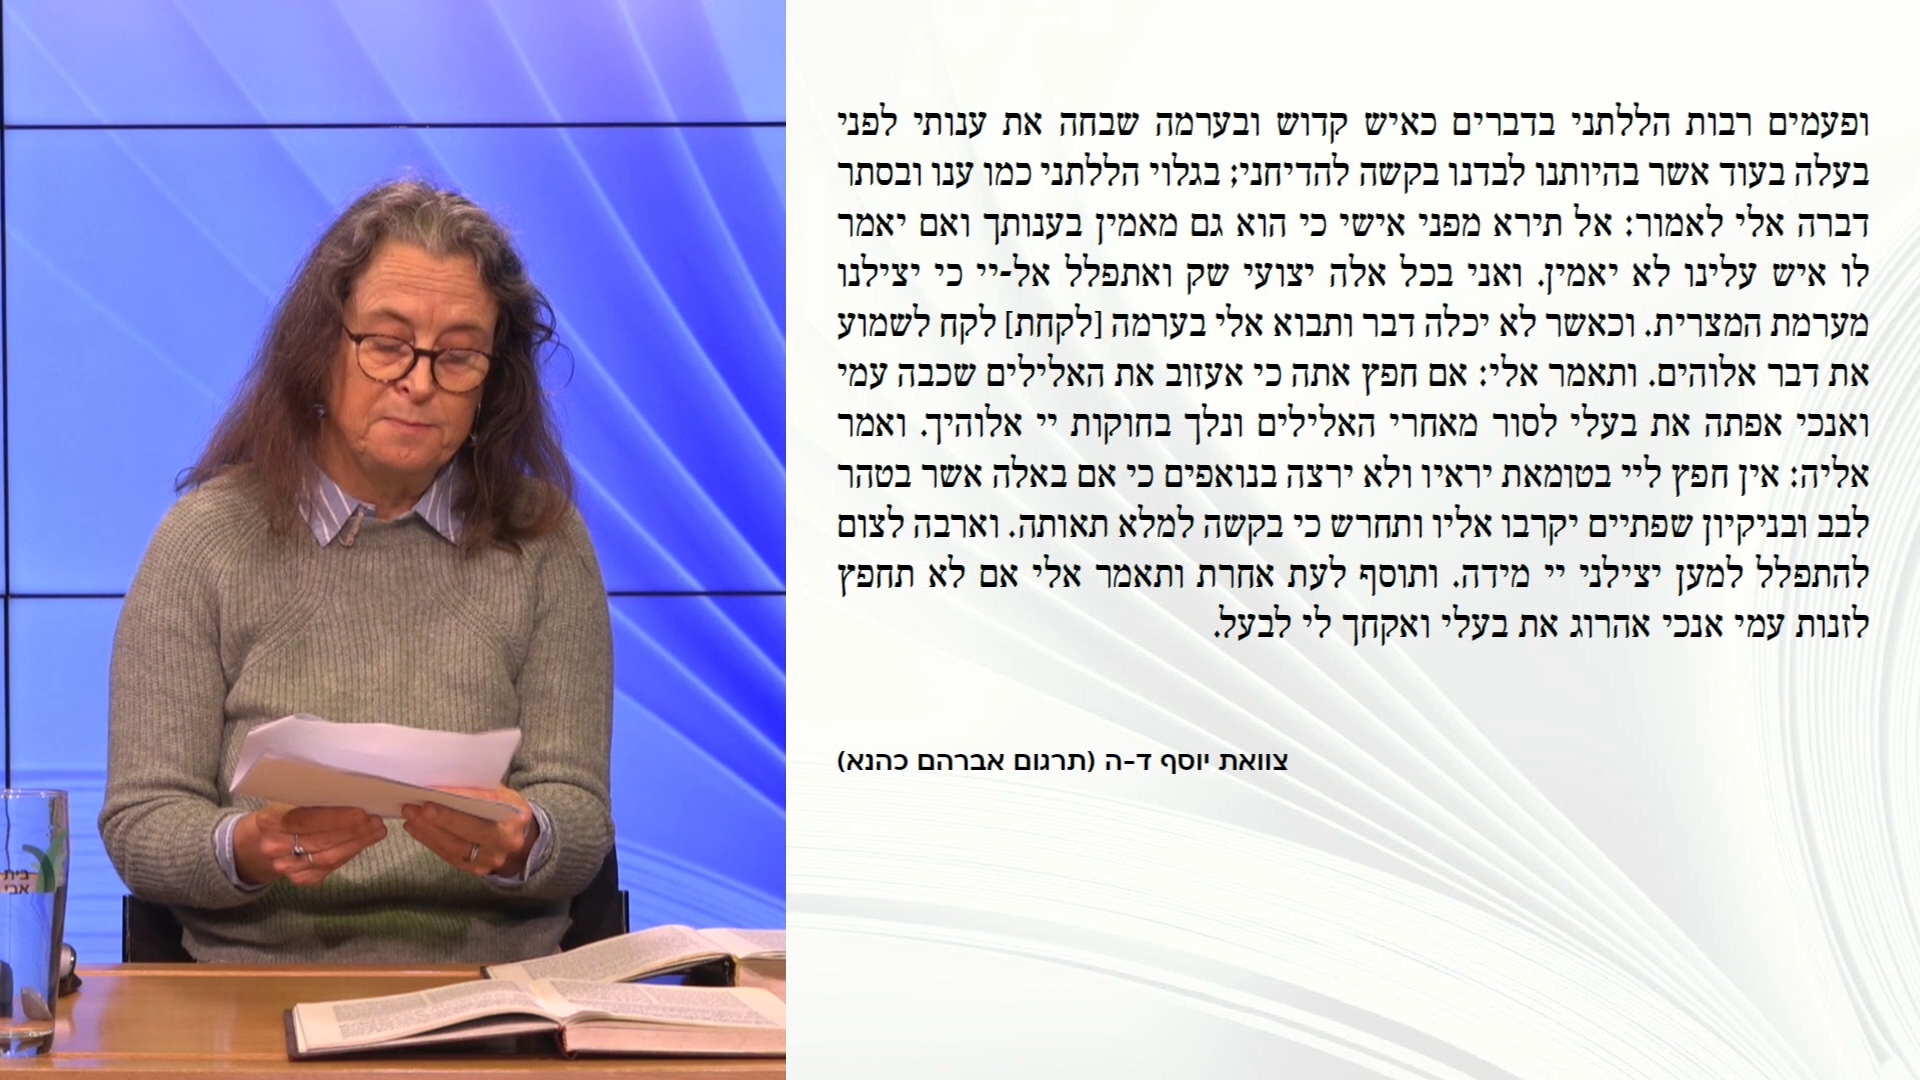 ופעמים רבות הללתני בדברים כאיש קדוש ובערמה שבחה את ענותי לפני
בעלה בעוד אשר בהיותנו לבדנו בקשה להדיחני; בגלוי הללתני כמו ענו ובסתר
דברה אלי לאמור: אל תירא מפני אישי כי הוא גם מאמין בענותך ואם יאמר
לו איש עלינו לא יאמין. ואני בכל אלה יצועי שק ואתפלל אל-יי כי יצילנו
מערמת המצרית. וכאשר לא יכלה דבר ותבוא אלי בערמה [לקחת] לקח לשמוע
את דבר אלוהים. ותאמר אלי: אם חפץ אתה כי אעזוב את האלילים שכבה עמי
ואנכי אפתה את בעלי לסור מאחרי האלילים ונלך בחוקות יי אלוהיך. ואמר
אליה: אין חפץ ליי בטומאת יראיו ולא ירצה בנואפים כי אם באלה אשר בטהר
לבב ובניקיון שפתיים יקרבו אליו ותחרש כי בקשה למלא תאותה. וארבה לצום
להתפלל למען יצילני יי מידה. ותוסף לעת אחרת ותאמר אלי אם לא תחפץ
לזנות עמי אנכי אהרוג את בעלי ואקחך לי לבעל.
צוואת יוסף ד-ה (תרגום אברהם כהנא)
בית
אבי